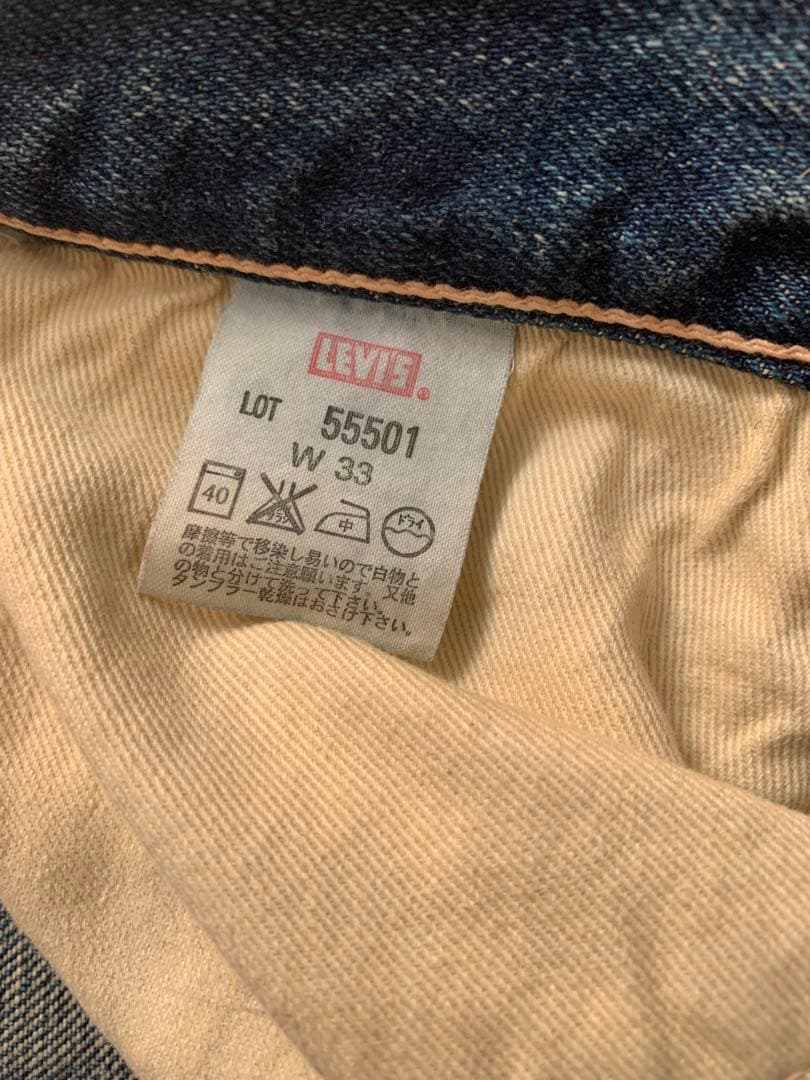 LEVI'S®
LOT 55501
W 33
40 中 ドライ
摩擦等で移染し易いので白物と
の着用はご注意願います。又他
の物と分けて洗って下さい。
タンブラー乾燥はおさけ下さい。